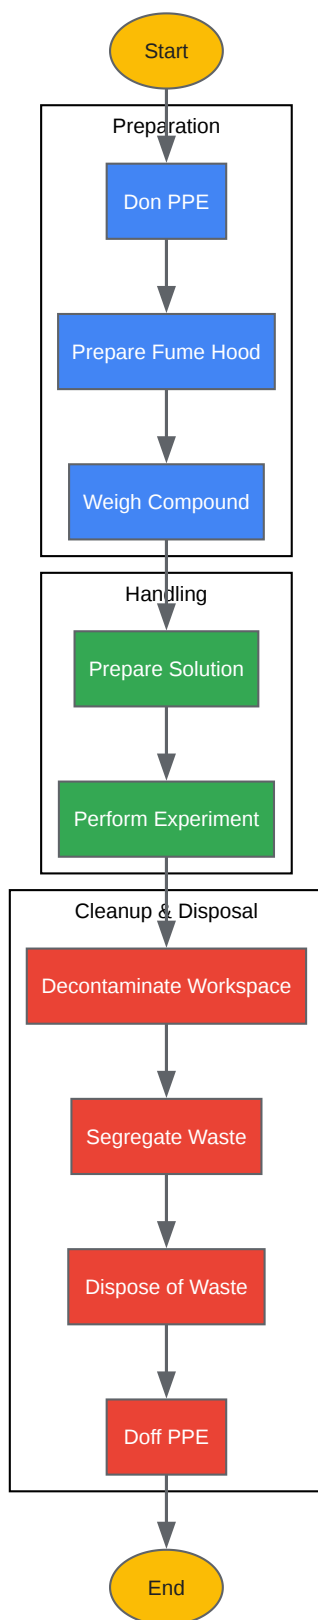 Start
Preparation
Don PPE
Prepare Fume Hood
Weigh Compound
Handling
Prepare Solution
Perform Experiment
Cleanup & Disposal
Decontaminate Workspace
Segregate Waste
Dispose of Waste
Doff PPE
End